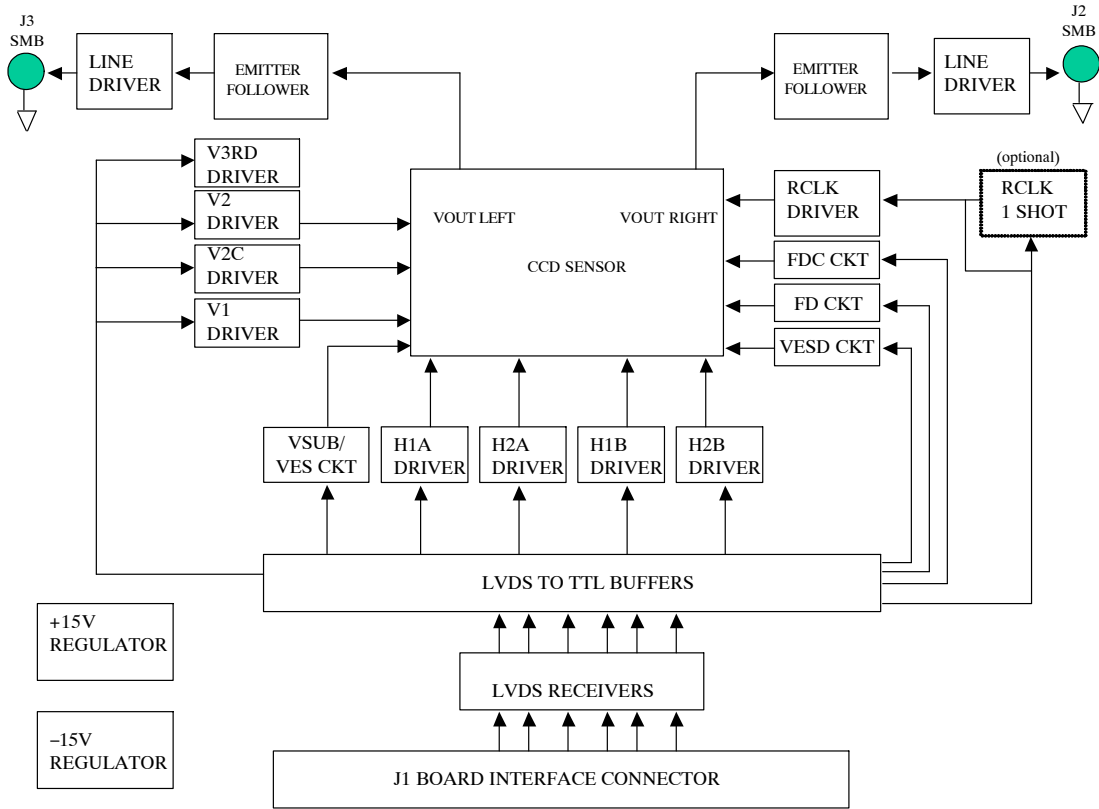 J3
SMB
J2
SMB
LINE
DRIVER
EMITTER
FOLLOWER
EMITTER
FOLLOWER
LINE
DRIVER
V3RD
DRIVER
V2
DRIVER
V2C
DRIVER
V1
DRIVER
VOUT LEFT
VOUT RIGHT
CCD SENSOR
RCLK
DRIVER
(optional)
RCLK
1 SHOT
FDC CKT
FD CKT
VESD CKT
VSUB/
VES CKT
H1A
DRIVER
H2A
DRIVER
H1B
DRIVER
H2B
DRIVER
LVDS TO TTL BUFFERS
+15V
REGULATOR
LVDS RECEIVERS
−15V
REGULATOR
J1 BOARD INTERFACE CONNECTOR